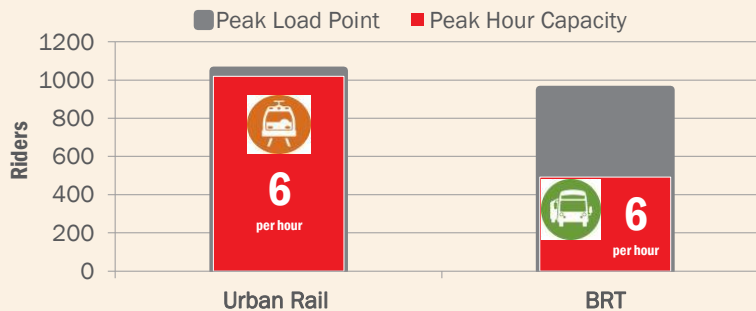 Peak Load Point Peak Hour Capacity
1200
1000
800
600
400
200
0
Riders
6
per hour
6
per hour
Urban Rail BRT